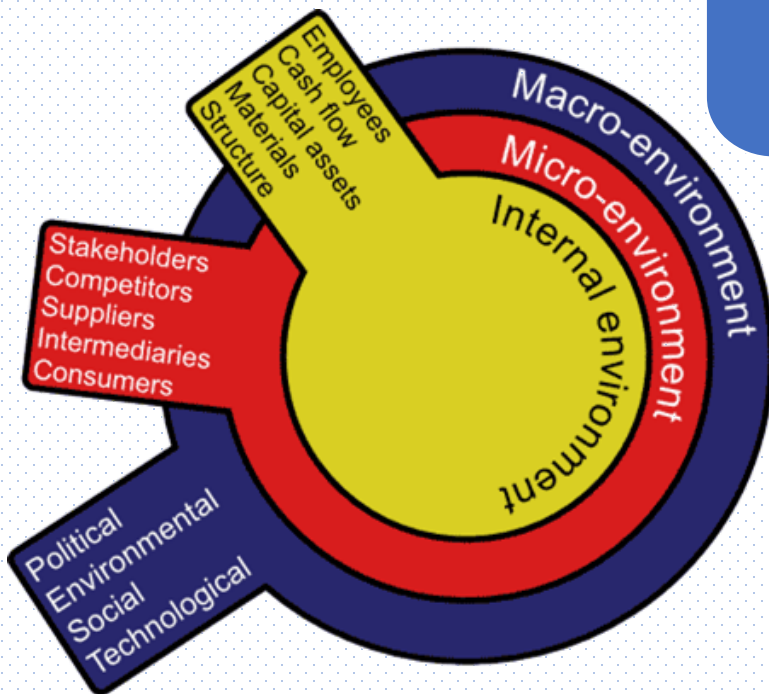 Employees
Cash flow
Capital assets
Materials
Structure
Macro-environment
Micro-environment
Internal environment
Stakeholders
Competitors
Suppliers
Intermediaries
Consumers
Political
Environmental
Social
Technological